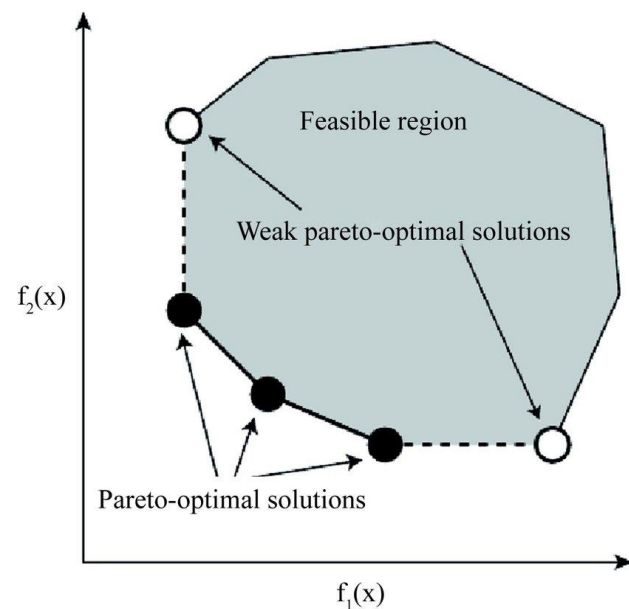 Feasible region
Weak pareto-optimal solutions
f₂(x)
Pareto-optimal solutions
f₁(x)